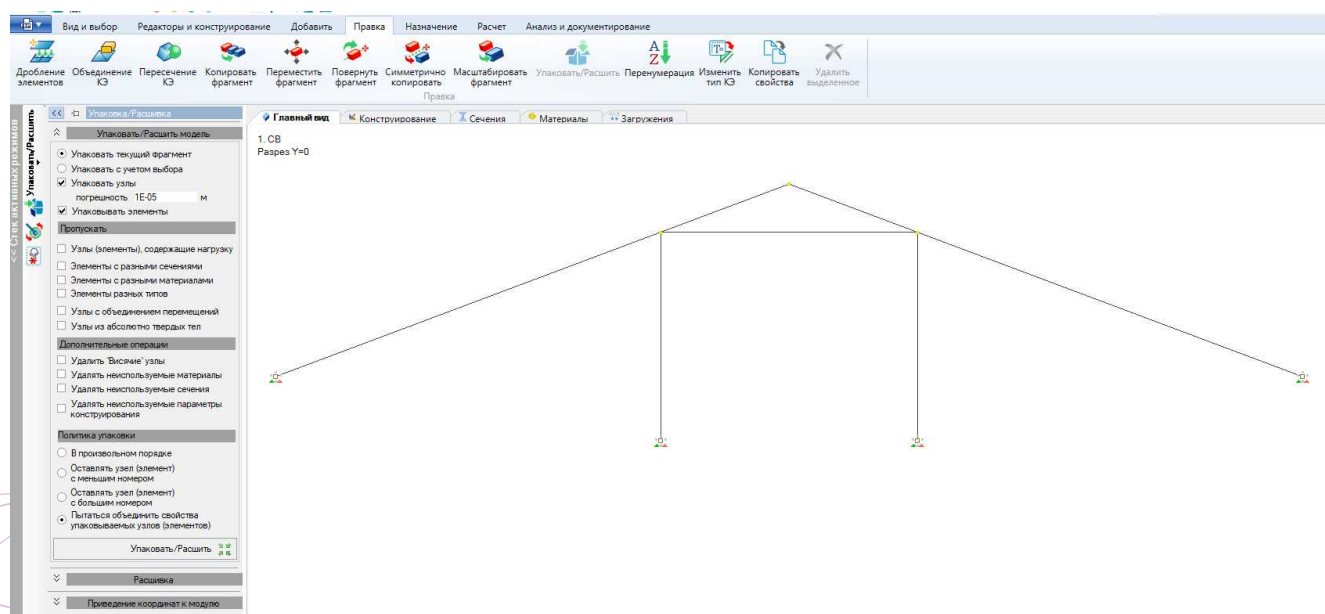 Вид и выбор Редакторы и конструирование Добавить Правка Назначение Расчет Анализ и документирование
Дробление элементов Объединение КЭ Пересечение КЭ Копировать фрагмент Переместить фрагмент Повернуть фрагмент Симметрично копировать Масштабировать фрагмент Упаковать/Расшить Перенумерация Изменить тип КЭ Копировать свойства Удалить выделенное
Правка
<< Стек активных режимов
Упаковать/Расшить
<< Упаковка/Расшивка
Упаковать/Расшить модель
Упаковать текущий фрагмент
Упаковать с учетом выбора
Упаковать узлы
погрешность 1E-05 м
Упаковывать элементы
Пропускать
Узлы (элементы), содержащие нагрузку
Элементы с разными сечениями
Элементы с разными материалами
Элементы разных типов
Узлы с объединением перемещений
Узлы из абсолютно твердых тел
Дополнительные операции
Удалить 'Висячие' узлы
Удалять неиспользуемые материалы
Удалять неиспользуемые сечения
Удалять неиспользуемые параметры
конструирования
Политика упаковки
В произвольном порядке
Оставлять узел (элемент)
с меньшим номером
Оставлять узел (элемент)
с большим номером
Пытаться объединить свойства
упаковываемых узлов (элементов)
Упаковать/Расшить
Расшивка
Приведение координат к модулю
Главный вид Конструирование Сечения Материалы Загружения
1. СВ
Разрез Y=0